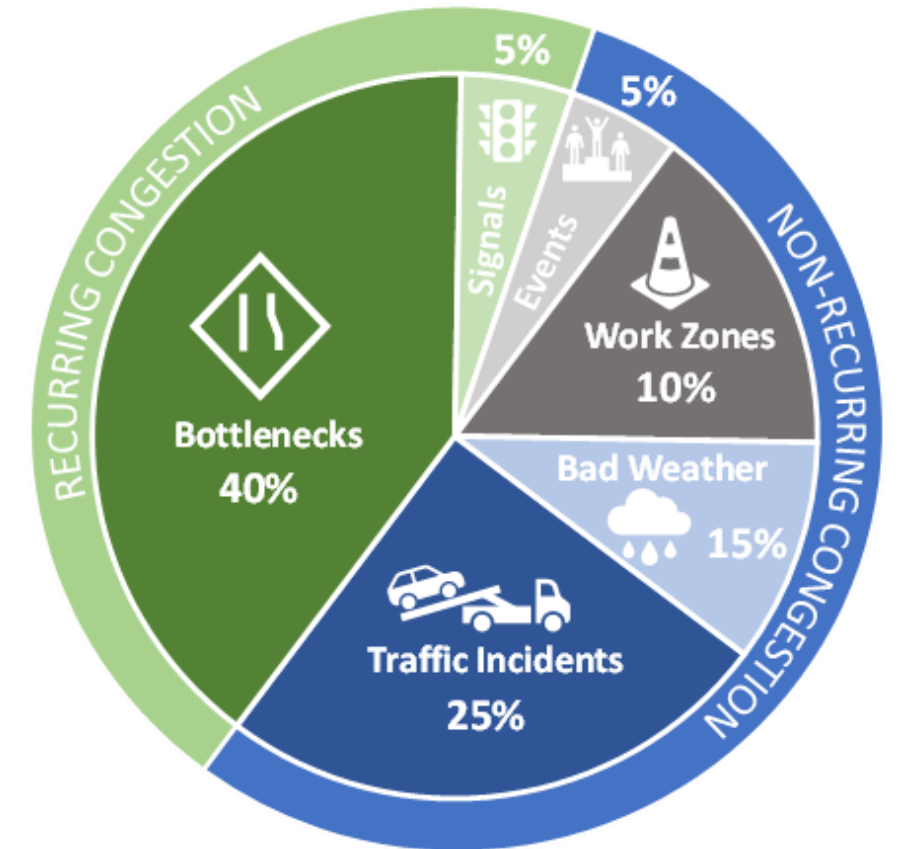 5%
5%
RECURRING CONGESTION
NON-RECURRING CONGESTION
Signals
Events
Work Zones
10%
Bottlenecks
40%
Bad Weather
15%
Traffic Incidents
25%